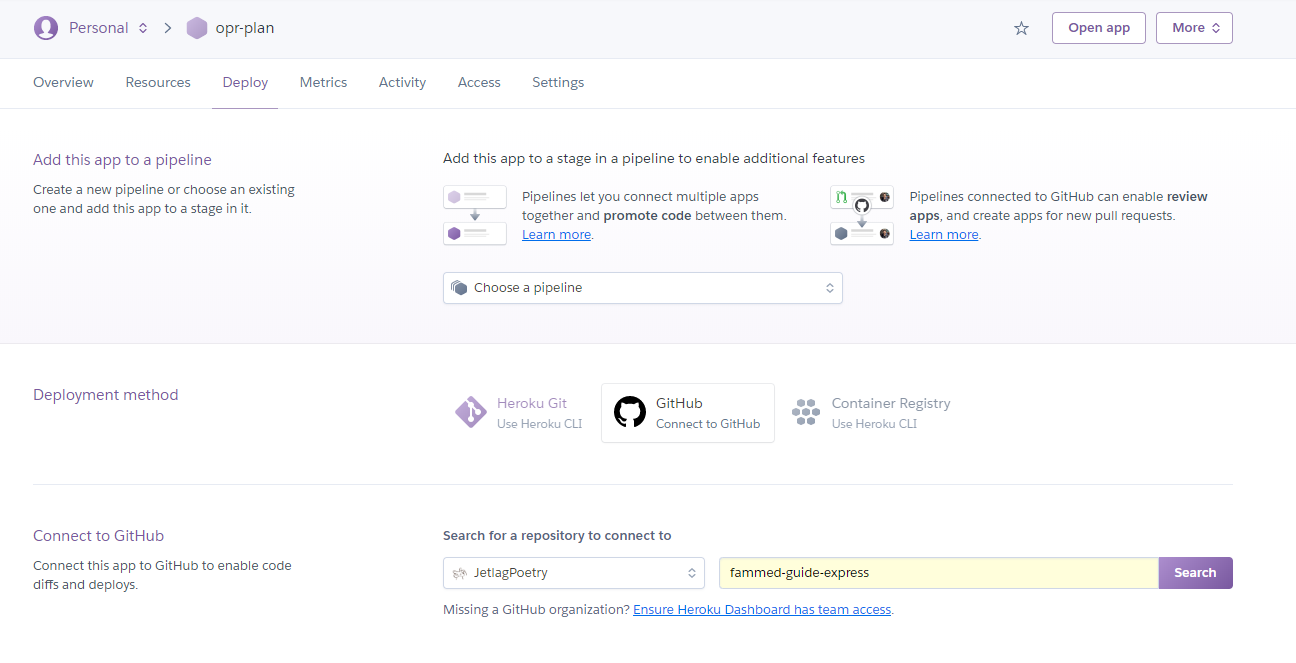 Personal
opr-plan
Open app
More
Overview
Resources
Deploy
Metrics
Activity
Access
Settings
Add this app to a pipeline
Create a new pipeline or choose an existing
one and add this app to a stage in it.
Add this app to a stage in a pipeline to enable additional features
Pipelines let you connect multiple apps
together and promote code between them.
Learn more.
Pipelines connected to GitHub can enable review
apps, and create apps for new pull requests.
Learn more.
Choose a pipeline
Deployment method
Heroku Git
Use Heroku CLI
GitHub
Connect to GitHub
Container Registry
Use Heroku CLI
Connect to GitHub
Connect this app to GitHub to enable code
diffs and deploys.
Search for a repository to connect to
JetlagPoetry
fammed-guide-express
Search
Missing a GitHub organization? Ensure Heroku Dashboard has team access.